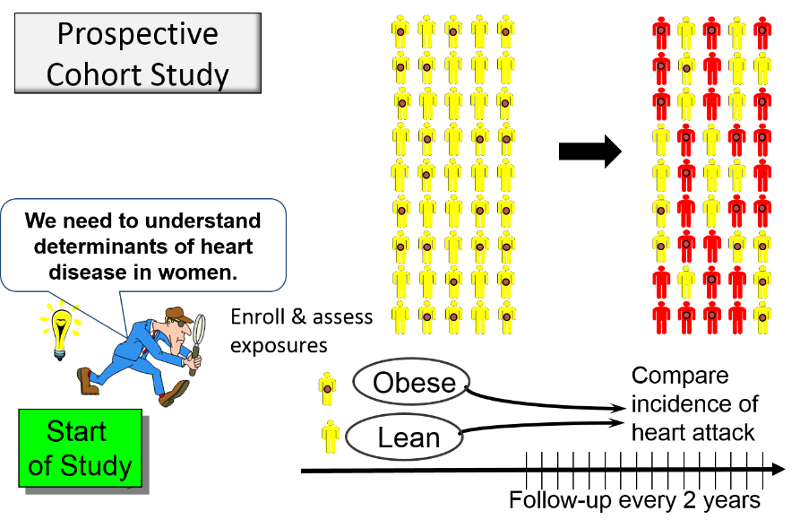 Prospective
Cohort Study
We need to understand
determinants of heart
disease in women.
Enroll & assess
exposures
Obese
Lean
Compare
incidence of
heart attack
Start
of Study
Follow-up every 2 years